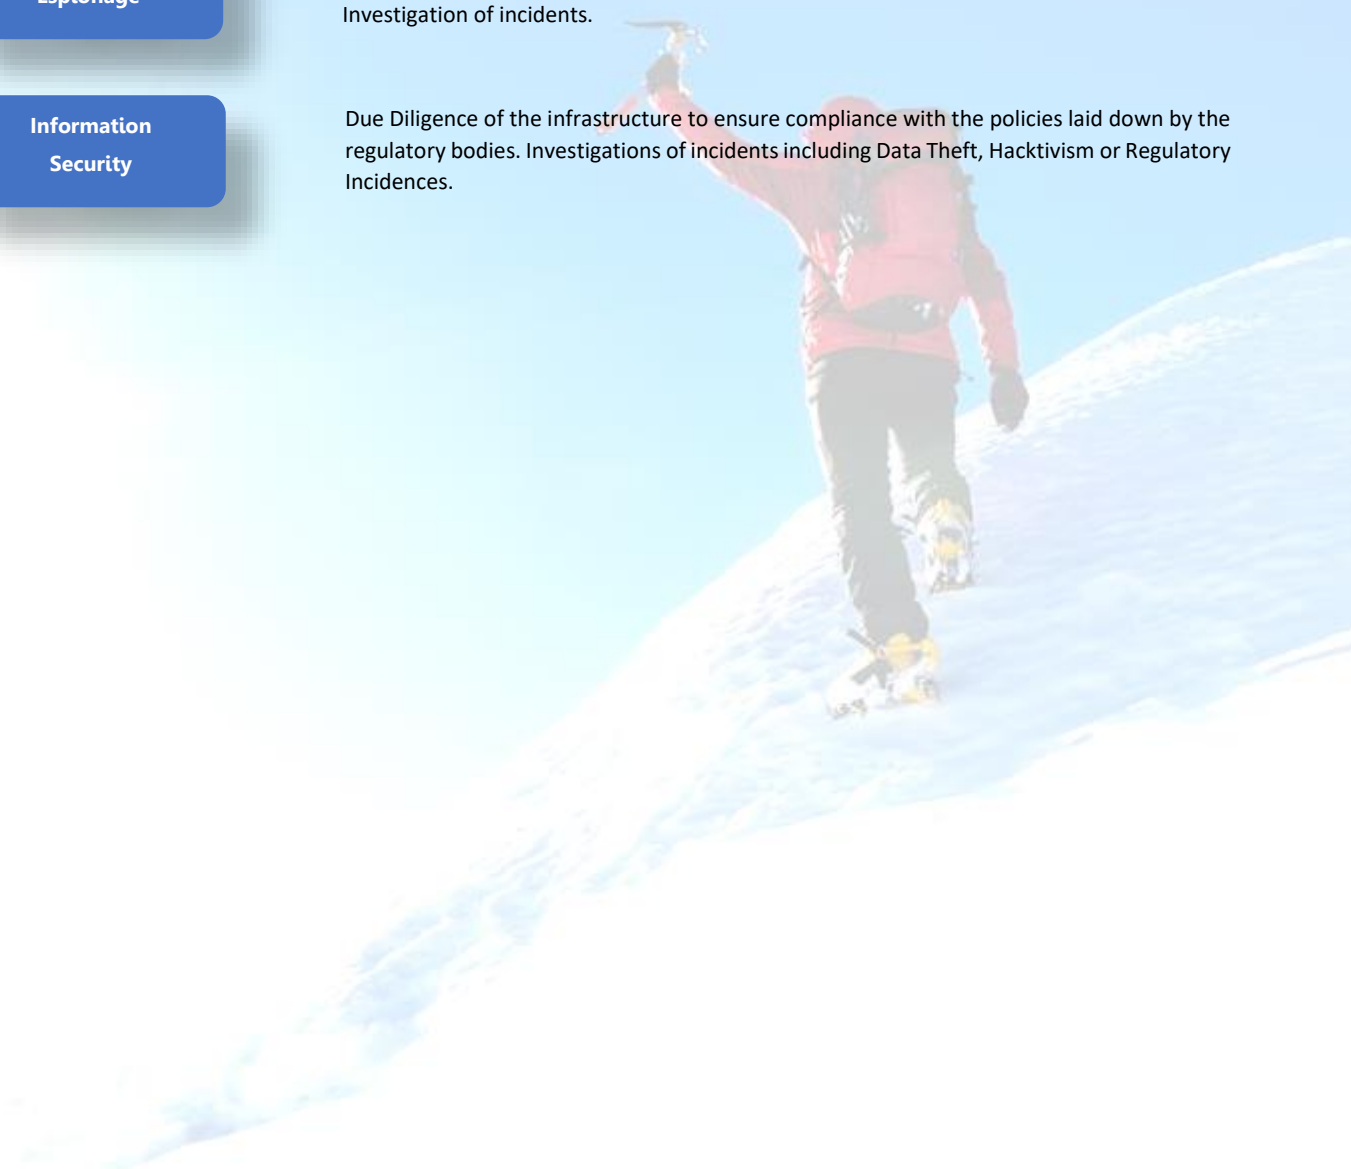 Espionage
Investigation of incidents.
Information
Security
Due Diligence of the infrastructure to ensure compliance with the policies laid down by the
regulatory bodies. Investigations of incidents including Data Theft, Hacktivism or Regulatory
Incidences.